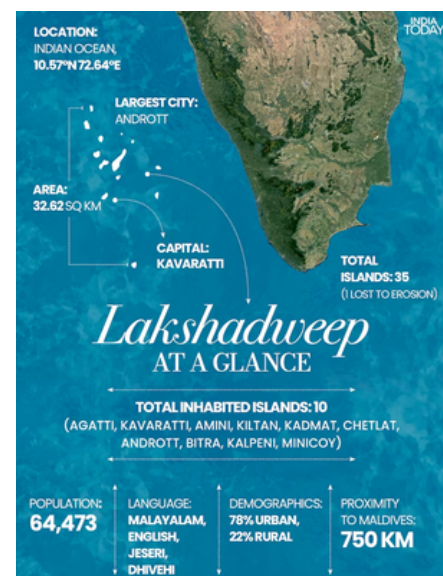 INDIA
TODAY
LOCATION:
INDIAN OCEAN,
10.57°N 72.64°E
LARGEST CITY:
ANDROTT
AREA:
32.62 SQ KM
CAPITAL:
KAVARATTI
TOTAL
ISLANDS: 35
(1 LOST TO EROSION)
Lakshadweep
AT A GLANCE
TOTAL INHABITED ISLANDS: 10
(AGATTI, KAVARATTI, AMINI, KILTAN, KADMAT, CHETLAT,
ANDROTT, BITRA, KALPENI, MINICOY)
POPULATION:
64,473
LANGUAGE:
MALAYALAM,
ENGLISH,
JESERI,
DHIVEHI
DEMOGRAPHICS:
78% URBAN,
22% RURAL
PROXIMITY
TO MALDIVES:
750 KM